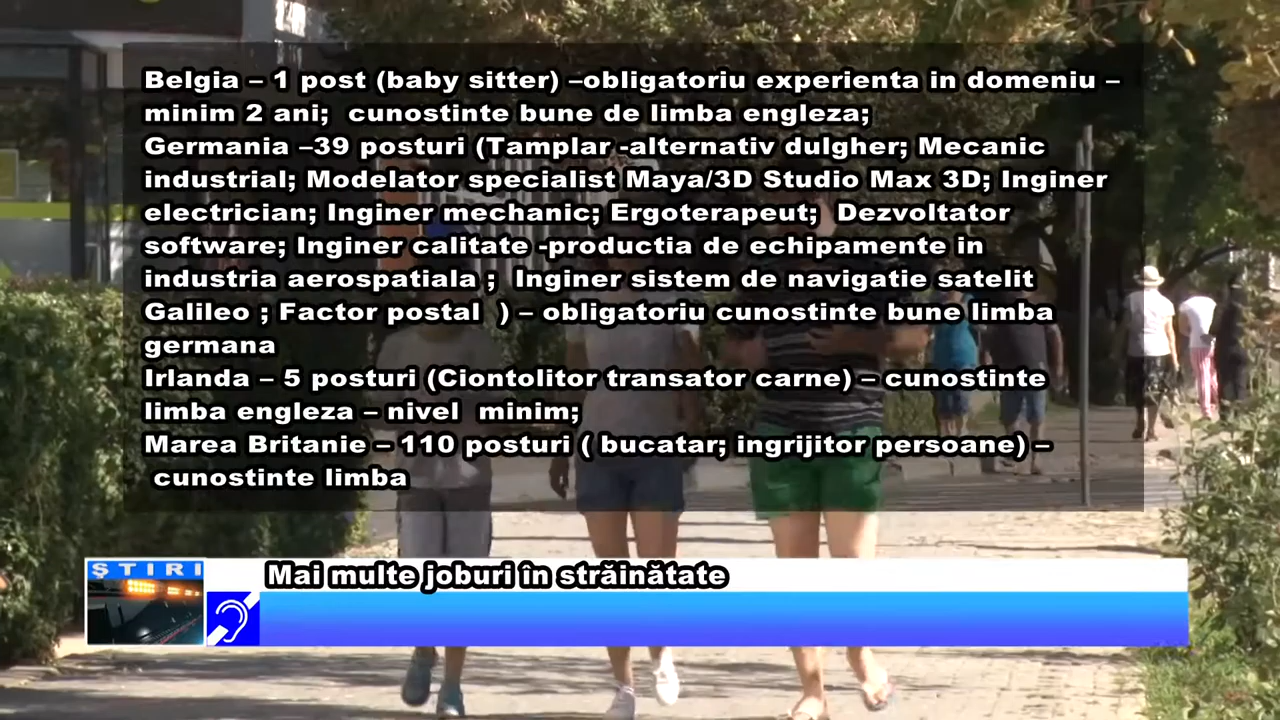 Belgia – 1 post (baby sitter) –obligatoriu experienta in domeniu –
minim 2 ani;  cunostinte bune de limba engleza;
Germania –39 posturi (Tamplar -alternativ dulgher; Mecanic
industrial; Modelator specialist Maya/3D Studio Max 3D; Inginer
electrician; Inginer mechanic; Ergoterapeut;  Dezvoltator
software; Inginer calitate -productia de echipamente in
industria aerospatiala ;  Inginer sistem de navigatie satelit
Galileo ; Factor postal  ) – obligatoriu cunostinte bune limba
germana
Irlanda – 5 posturi (Ciontolitor transator carne) – cunostinte
limba engleza – nivel  minim;
Marea Britanie – 110 posturi ( bucatar; ingrijitor persoane) –
cunostinte limba
ȘTIRI
Mai multe joburi în străinătate